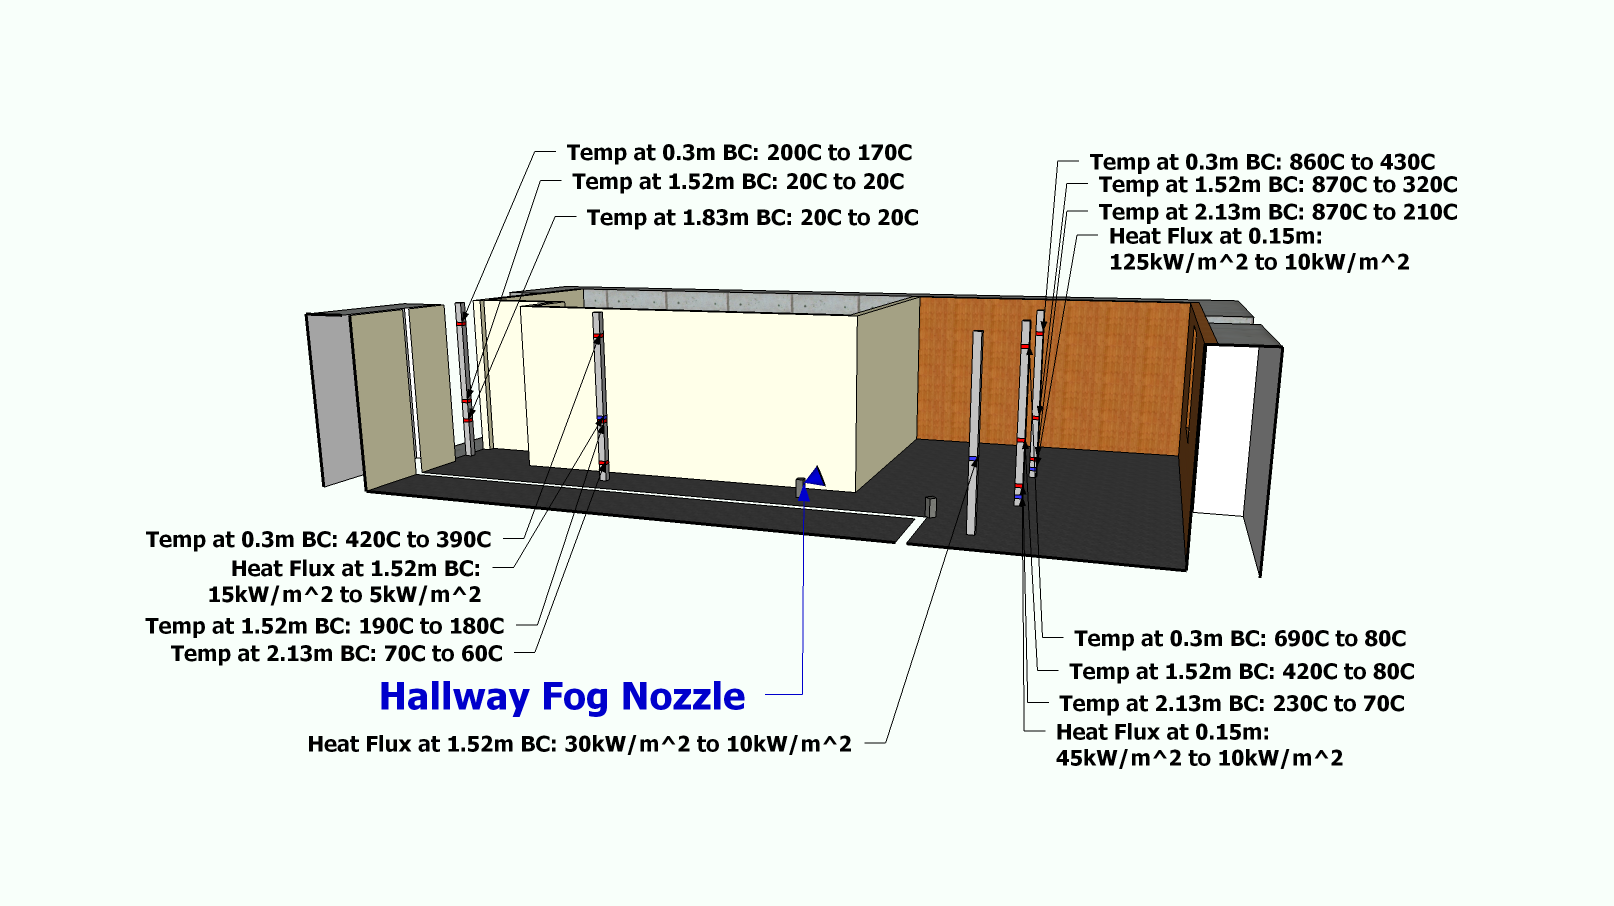 Temp at 0.3m BC: 200C to 170C
Temp at 1.52m BC: 20C to 20C
Temp at 1.83m BC: 20C to 20C
Temp at 0.3m BC: 860C to 430C
Temp at 1.52m BC: 870C to 320C
Temp at 2.13m BC: 870C to 210C
Heat Flux at 0.15m:
125kW/m^2 to 10kW/m^2
Temp at 0.3m BC: 420C to 390C
Heat Flux at 1.52m BC:
15kW/m^2 to 5kW/m^2
Temp at 1.52m BC: 190C to 180C
Temp at 2.13m BC: 70C to 60C
Hallway Fog Nozzle
Heat Flux at 1.52m BC: 30kW/m^2 to 10kW/m^2
Temp at 0.3m BC: 690C to 80C
Temp at 1.52m BC: 420C to 80C
Temp at 2.13m BC: 230C to 70C
Heat Flux at 0.15m:
45kW/m^2 to 10kW/m^2